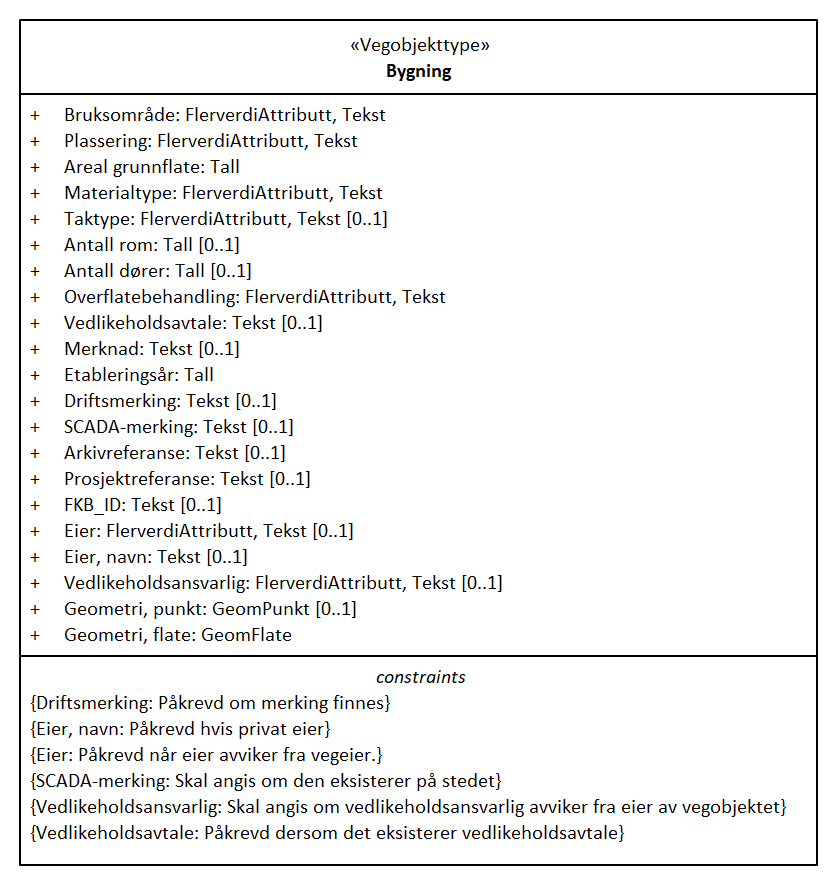 «Vegobjekttype»
Bygning
+ Bruksområde: FlerverdiAttributt, Tekst
+ Plassering: FlerverdiAttributt, Tekst
+ Areal grunnflate: Tall
+ Materialtype: FlerverdiAttributt, Tekst
+ Taktype: FlerverdiAttributt, Tekst [0..1]
+ Antall rom: Tall [0..1]
+ Antall dører: Tall [0..1]
+ Overflatebehandling: FlerverdiAttributt, Tekst
+ Vedlikeholdsavtale: Tekst [0..1]
+ Merknad: Tekst [0..1]
+ Etableringsår: Tall
+ Driftsmerking: Tekst [0..1]
+ SCADA-merking: Tekst [0..1]
+ Arkivreferanse: Tekst [0..1]
+ Prosjektreferanse: Tekst [0..1]
+ FKB_ID: Tekst [0..1]
+ Eier: FlerverdiAttributt, Tekst [0..1]
+ Eier, navn: Tekst [0..1]
+ Vedlikeholdsansvarlig: FlerverdiAttributt, Tekst [0..1]
+ Geometri, punkt: GeomPunkt [0..1]
+ Geometri, flate: GeomFlate
constraints
{Driftsmerking: Påkrevd om merking finnes}
{Eier, navn: Påkrevd hvis privat eier}
{Eier: Påkrevd når eier avviker fra vegeier.}
{SCADA-merking: Skal angis om den eksisterer på stedet}
{Vedlikeholdsansvarlig: Skal angis om vedlikeholdsansvarlig avviker fra eier av vegobjektet}
{Vedlikeholdsavtale: Påkrevd dersom det eksisterer vedlikeholdsavtale}